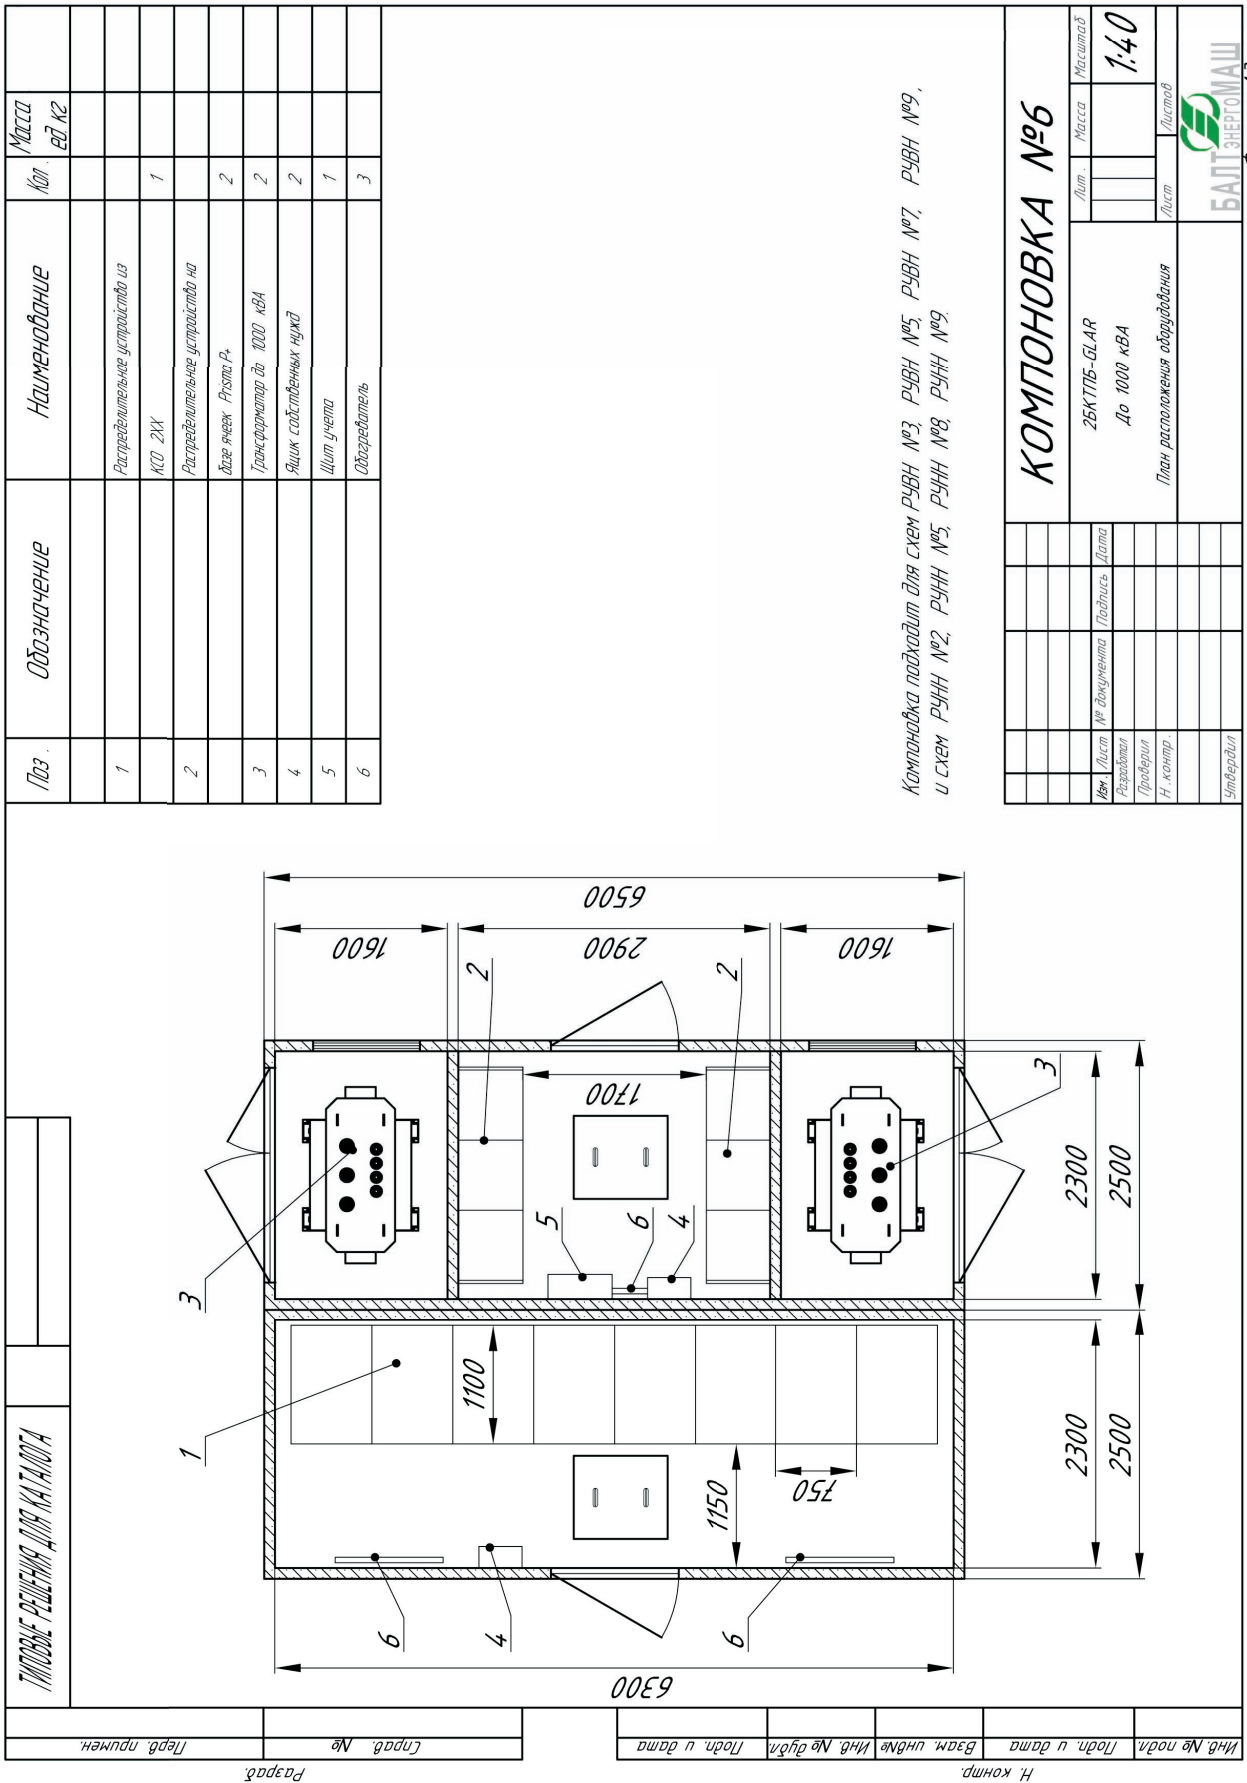 ТИПОВЫЕ РЕШЕНИЯ ДЛЯ КАТАЛОГА
Поз. Обозначение Наименование Кол. Масса ед. кг
1 Распределительное устройство из
КСО 2ХХ 1
2 Распределительное устройство на
базе ячеек Prisma P+ 2
3 Трансформатор до 1000 кВА 2
4 Ящик собственных нужд 2
5 Щит учета 1
6 Обогреватель 3
3
1
6500
1600
2900
1600
2
2
1700
5
6
4
3
1100
1150
750
6
4
6
6300
2300
2500
2300
2500
Компоновка подходит для схем РУВН №3, РУВН №5, РУВН №7, РУВН №9,
и схем РУНН №2, РУНН №5, РУНН №8, РУНН №9.
КОМПОНОВКА №6
2БКТПБ-GLAR
До 1000 кВА
План расположения оборудования
Лит. Масса Масштаб
1:40
Лист Листов
БАЛТЭНЕРГОМАШ
Изм. Лист № документа Подпись Дата
Разработал
Проверил
Н. контр.
Утвердил
Перв. примен.
Справ. №
Подп. и дата
Инв. № дубл.
Взам. инв№
Подп. и дата
Инв. № подл.
Разраб
Н. контр.